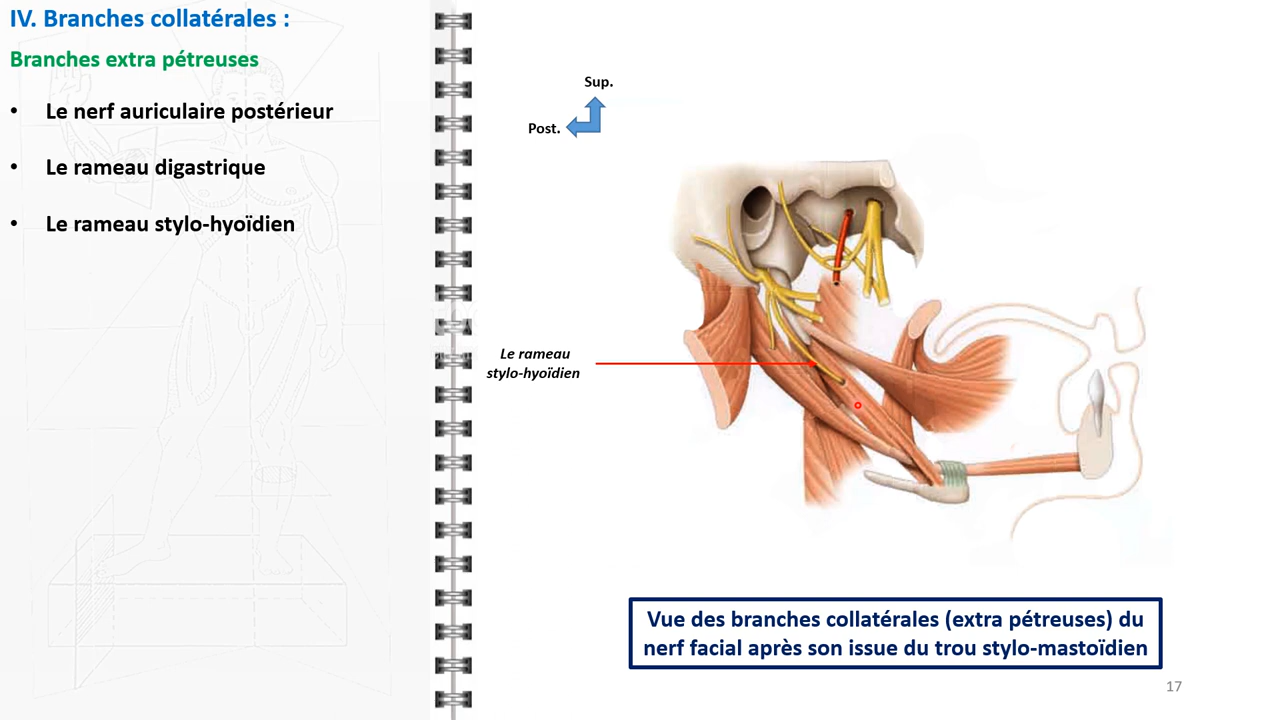 IV. Branches collatérales :
Branches extra pétreuses
• Le nerf auriculaire postérieur
• Le rameau digastrique
• Le rameau stylo-hyoïdien
Sup.
Post.
Le rameau
stylo-hyoïdien
Vue des branches collatérales (extra pétreuses) du
nerf facial après son issue du trou stylo-mastoïdien
17